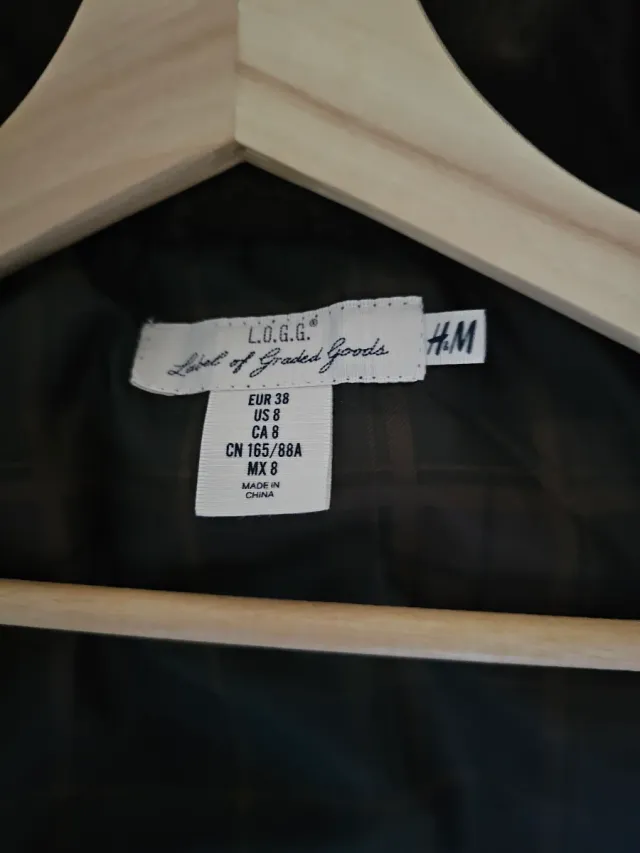 L.O.G.G.®
Label of Graded Goods
H&M
EUR 38
US 8
CA 8
CN 165/88A
MX 8
MADE IN
CHINA